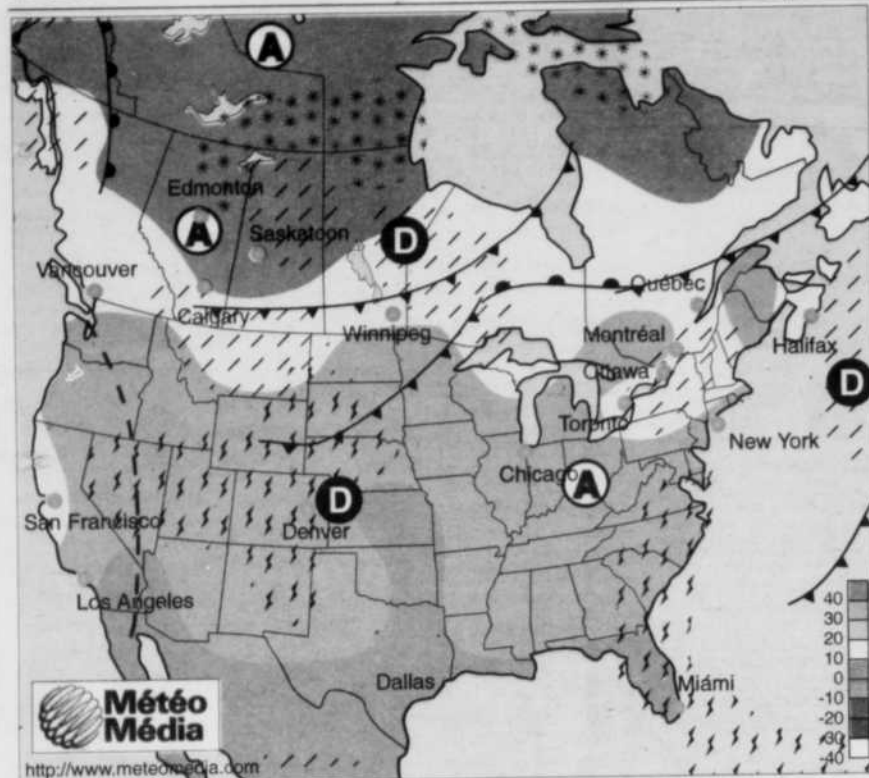 A
Edmonton
A
Saskatoon
D
Vancouver
Calgary
Winnipeg
Québec
Montréal
Halifax
Ottawa
D
Toronto
New York
Chicago
A
D
San Francisco
Denver
Los Angeles
Dallas
Miámi
40
30
20
10
0
-10
-20
-30
-40
Météo
Média
http://www.meteomedia.com